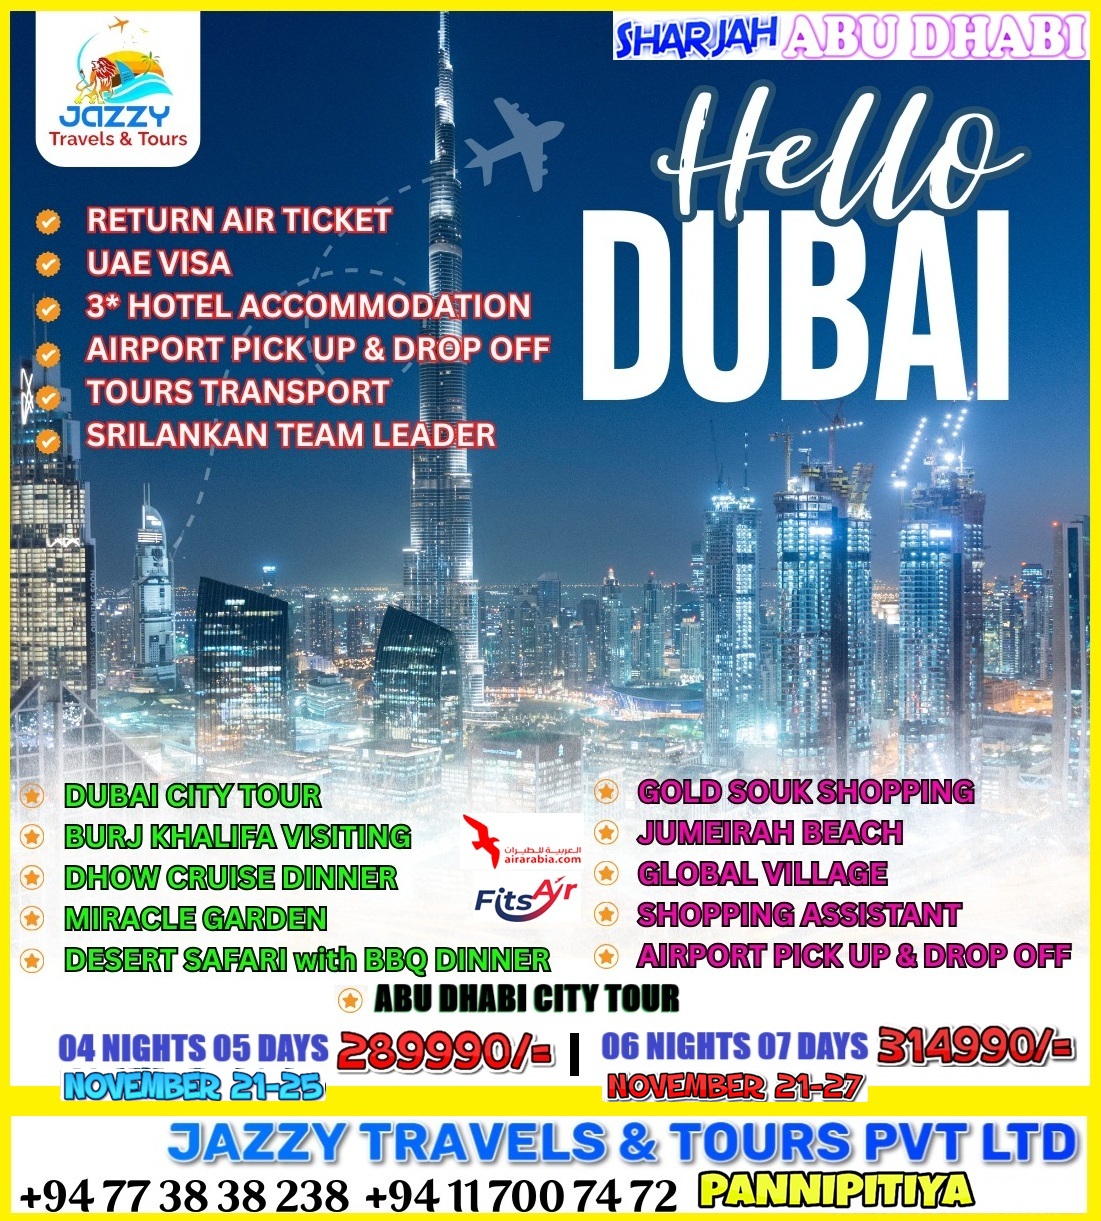 SHARJAH ABU DHABI
JAZZY
Travels & Tours
Hello
DUBAI
RETURN AIR TICKET
UAE VISA
3* HOTEL ACCOMMODATION
AIRPORT PICK UP & DROP OFF
TOURS TRANSPORT
SRILANKAN TEAM LEADER
DUBAI CITY TOUR
BURJ KHALIFA VISITING
DHOW CRUISE DINNER
MIRACLE GARDEN
DESERT SAFARI with BBQ DINNER
العربية للطيران
airarabia.com
FitsAir
GOLD SOUK SHOPPING
JUMEIRAH BEACH
GLOBAL VILLAGE
SHOPPING ASSISTANT
AIRPORT PICK UP & DROP OFF
ABU DHABI CITY TOUR
04 NIGHTS 05 DAYS 289990/= | 06 NIGHTS 07 DAYS 314990/=
NOVEMBER 21-25 NOVEMBER 21-27
JAZZY TRAVELS & TOURS PVT LTD
+94 77 38 38 238 +94 11 700 74 72 PANNIPITIYA